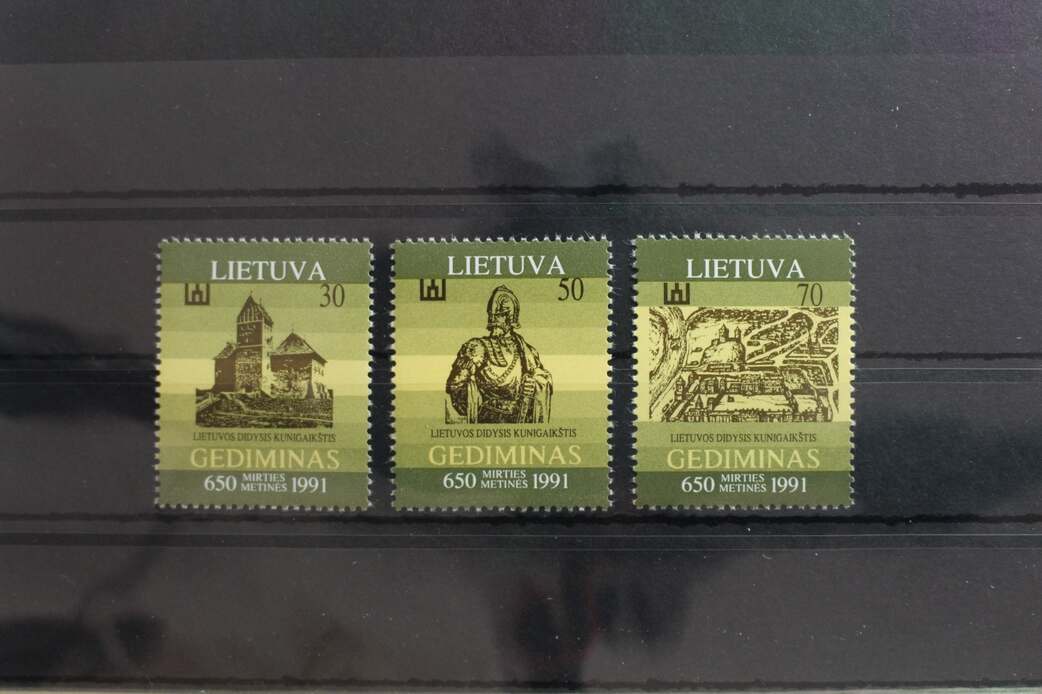 LIETUVA
30
LIETUVOS DIDYSIS KUNIGAIKŠTIS
GEDIMINAS
650 MIRTIES METINĖS 1991
LIETUVA
50
LIETUVOS DIDYSIS KUNIGAIKŠTIS
GEDIMINAS
650 MIRTIES METINĖS 1991
LIETUVA
70
LIETUVOS DIDYSIS KUNIGAIKŠTIS
GEDIMINAS
650 MIRTIES METINĖS 1991